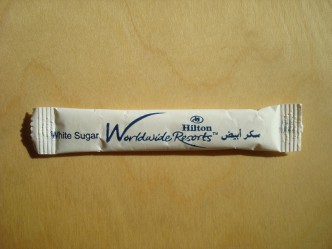 White Sugar
Hilton
Worldwide Resorts™
سكر أبيض